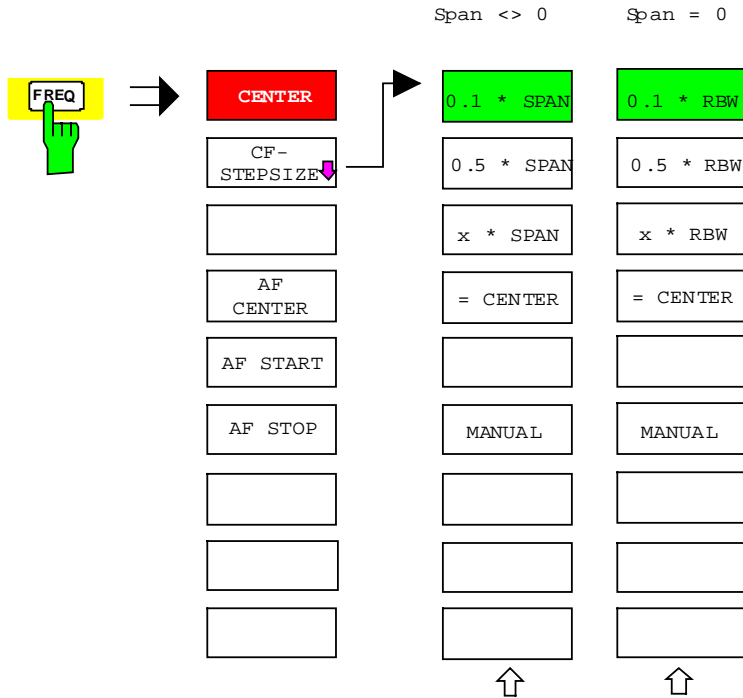 Span <> 0
Span = 0
FREQ
CENTER
CF-
STEPSIZE
AF
CENTER
AF START
AF STOP
0.1 * SPAN
0.5 * SPAN
x * SPAN
= CENTER
MANUAL
0.1 * RBW
0.5 * RBW
x * RBW
= CENTER
MANUAL